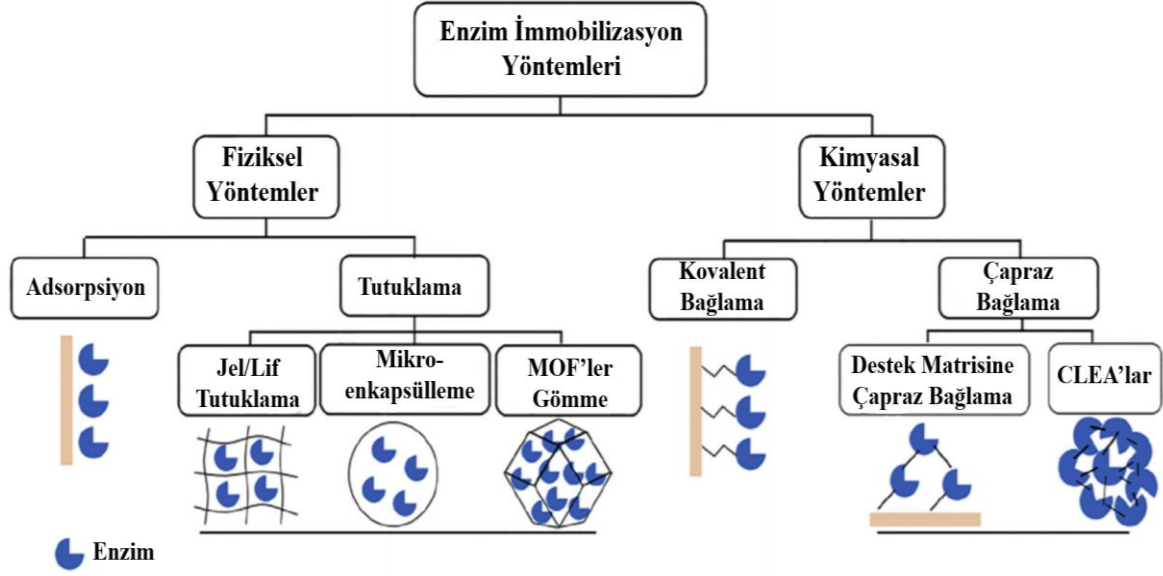 Enzim İmmobilizasyon
Yöntemleri
Fiziksel
Yöntemler
Kimyasal
Yöntemler
Adsorpsiyon
Tutuklama
Kovalent
Bağlama
Çapraz
Bağlama
Jel/Lif
Tutuklama
Mikro-
enkapsülleme
MOF’ler
Gömme
Destek Matrisine
Çapraz Bağlama
CLEA’lar
Enzim